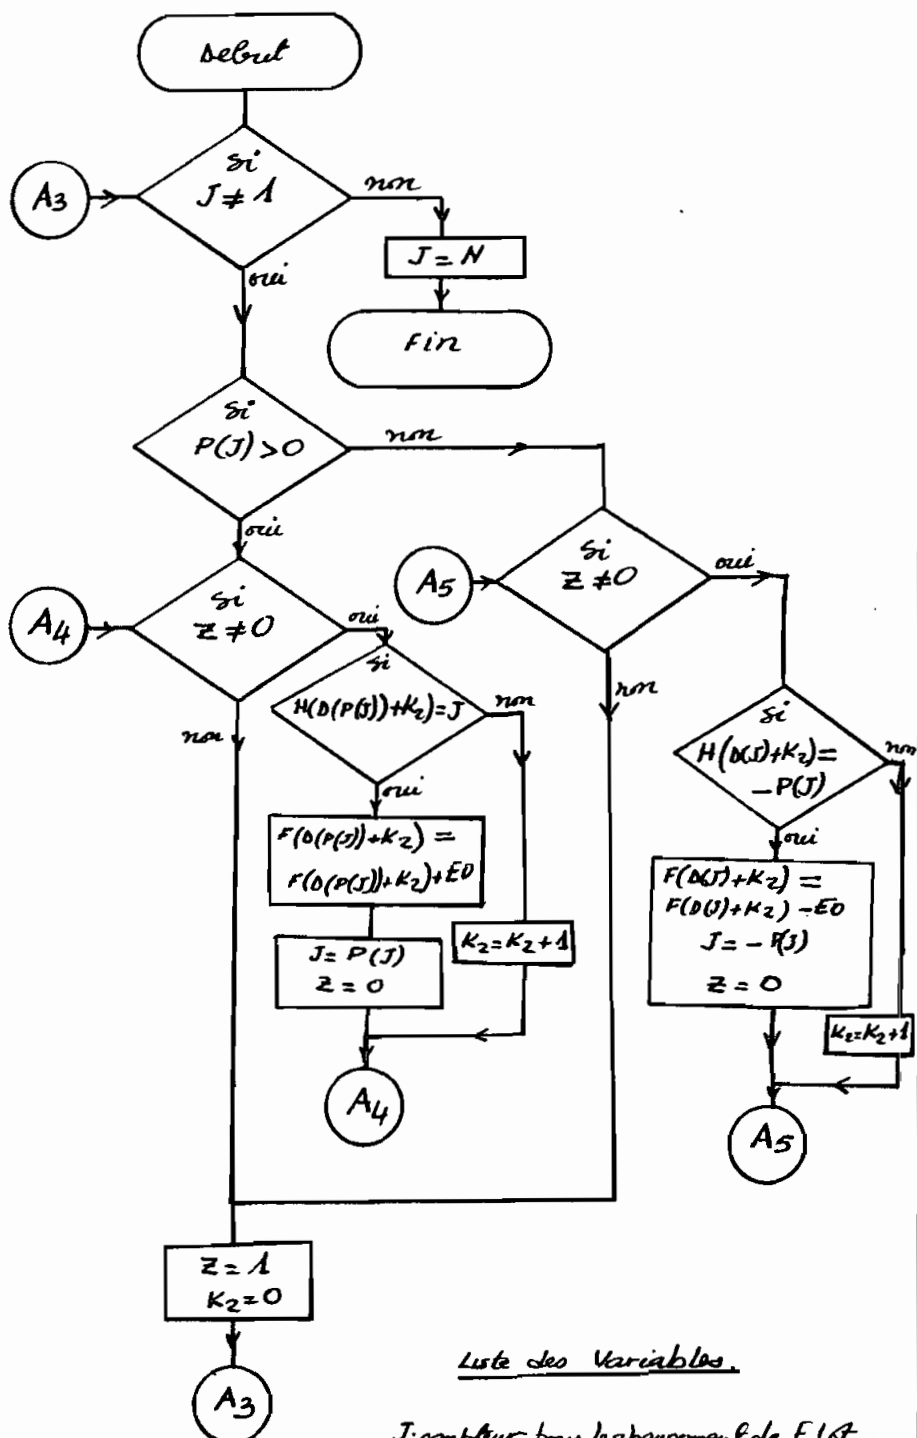 Debut
Si
J ≠ 1
A3
non
J = N
oui
Fin
Si
P(J) > 0
non
oui
Si
Z ≠ 0
oui
A5
Si
Z ≠ 0
oui
A4
non
Si
H(D(P(J))+K2)=J
non
non
Si
H(D(J)+K2)=
-P(J)
non
oui
F(D(P(J))+K2) =
F(D(P(J))+K2)+E0
oui
F(D(J)+K2) =
F(D(J)+K2) -E0
J = -P(J)
Z = 0
J = P(J)
Z = 0
K2=K2+1
K2=K2+1
A4
A5
Z = 1
K2=0
A3
Liste des Variables.
J: pour de F